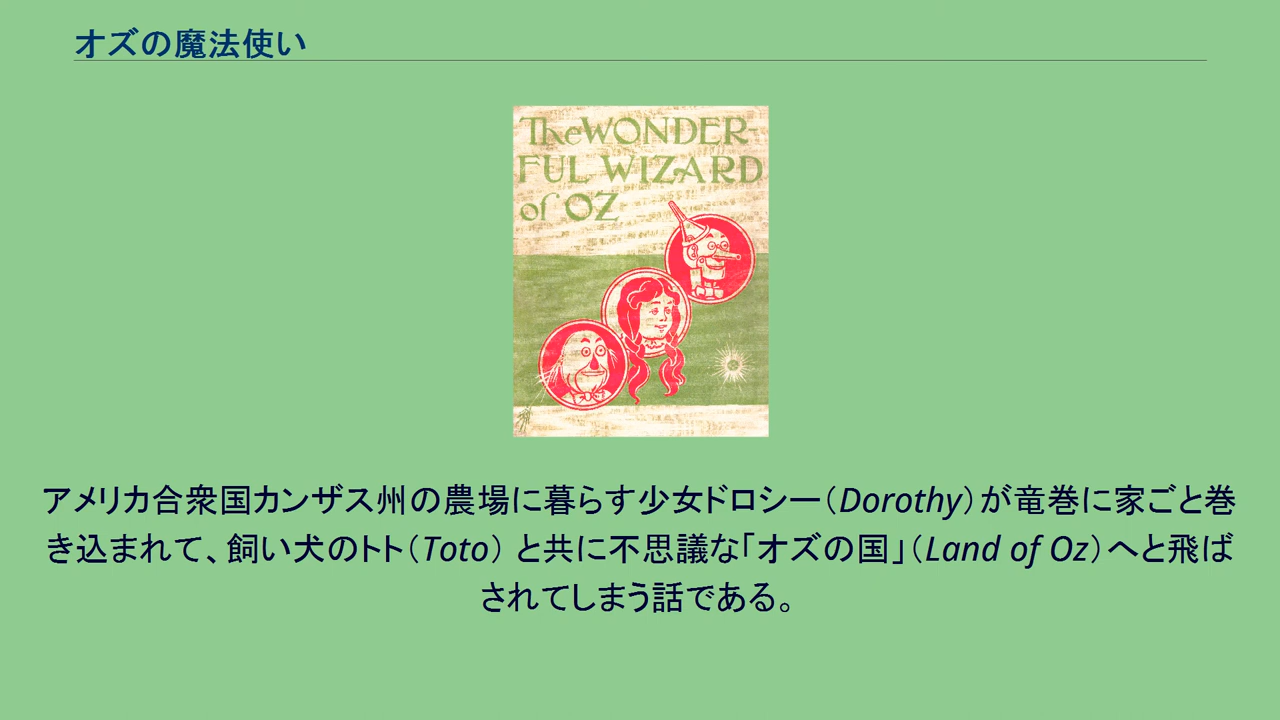 オズの魔法使い
The WONDER-
FUL WIZARD
of OZ
アメリカ合衆国カンザス州の農場に暮らす少女ドロシー（Dorothy）が竜巻に家ごと巻
き込まれて、飼い犬のトト（Toto） と共に不思議な「オズの国」（Land of Oz）へと飛ば
されてしまう話である。